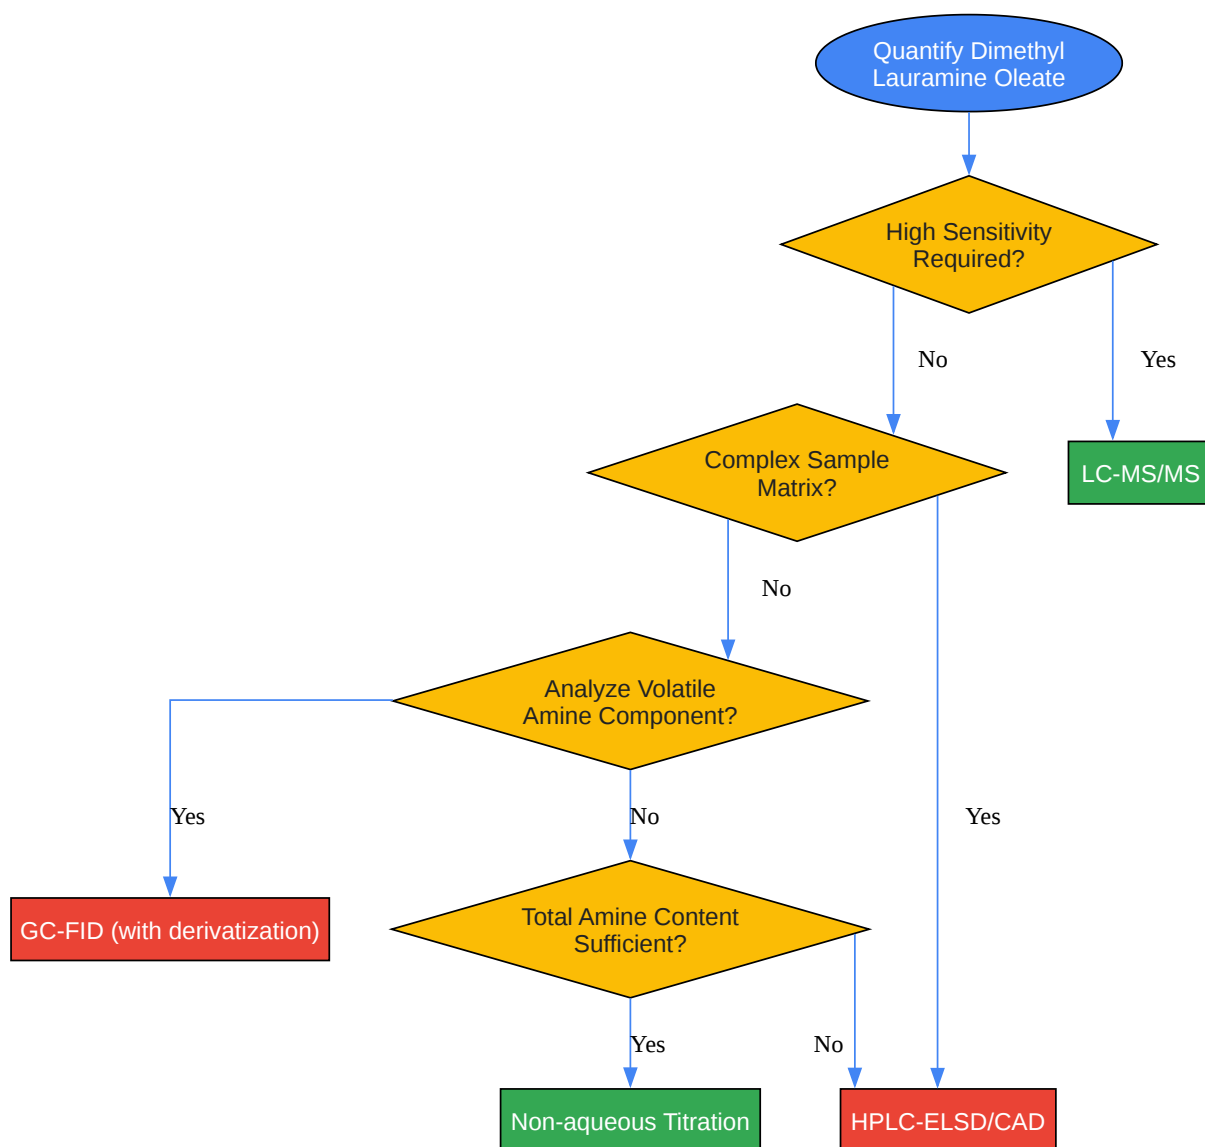 Quantify Dimethyl
Lauramine Oleate
High Sensitivity
Required?
No
Yes
Complex Sample
Matrix?
LC-MS/MS
No
Analyze Volatile
Amine Component?
Yes
No
Yes
GC-FID (with derivatization)
Total Amine Content
Sufficient?
Yes
No
Non-aqueous Titration
HPLC-ELSD/CAD